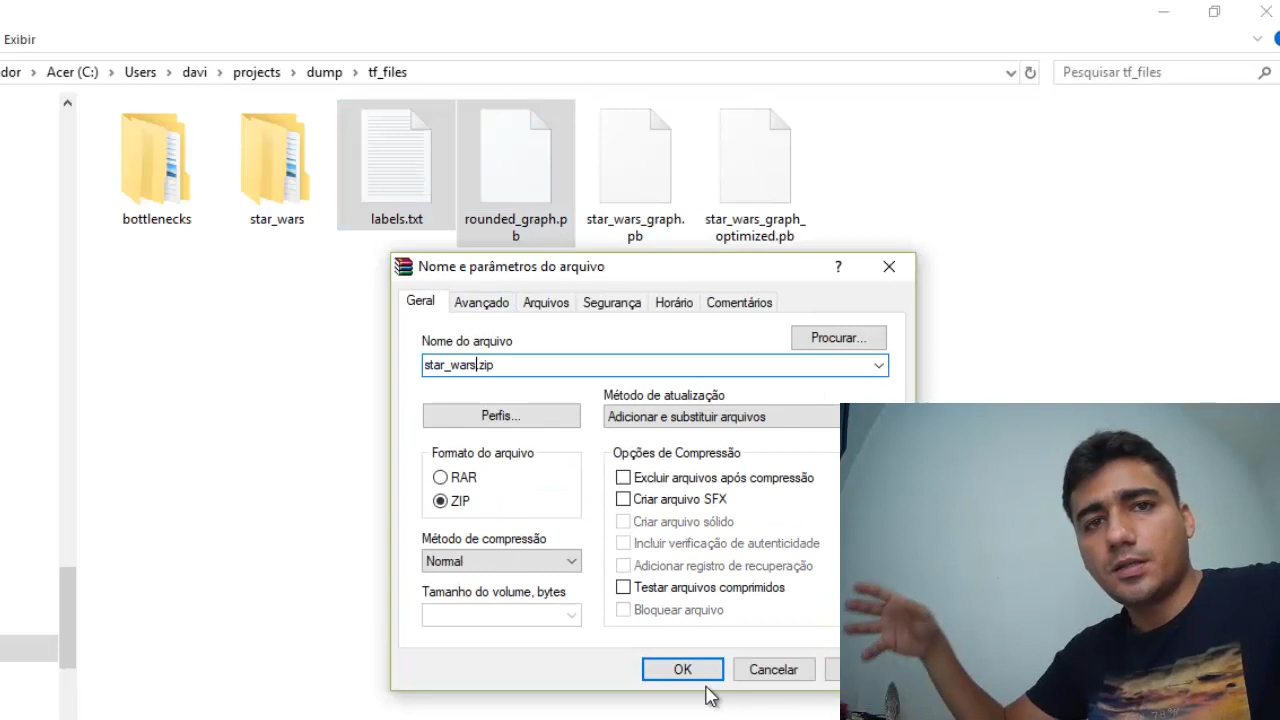 Exibir
dor > Acer (C:) > Users > davi > projects > dump > tf_files
Pesquisar tf_files
bottlenecks
star_wars
labels.txt
rounded_graph.p
b
star_wars_graph.
pb
star_wars_graph_
optimized.pb
Nome e parâmetros do arquivo
?
Geral
Avançado
Arquivos
Segurança
Horário
Comentários
Nome do arquivo
Procurar...
star_wars.zip
Método de atualização
Perfis...
Adicionar e substituir arquivos
Formato do arquivo
RAR
ZIP
Opções de Compressão
Excluir arquivos após compressão
Criar arquivo SFX
Criar arquivo sólido
Incluir verificação de autenticidade
Adicionar registro de recuperação
Testar arquivos comprimidos
Bloquear arquivo
Método de compressão
Normal
Tamanho do volume, bytes
OK
Cancelar